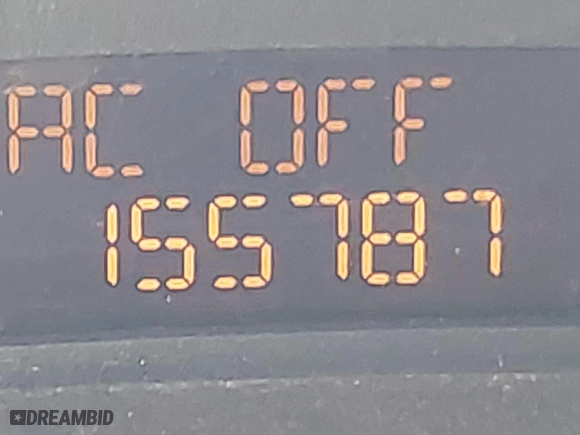 AC OFF
155787
DREAMBID